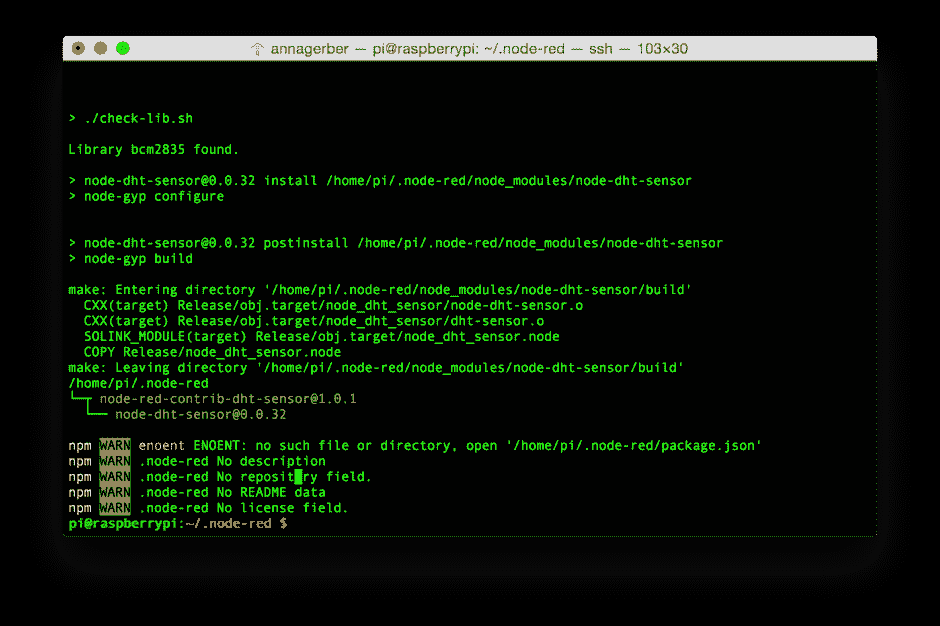 annagerber — pi@raspberrypi: ~/.node-red — ssh — 103×30
> ./check-lib.sh
Library bcm2835 found.
> node-dht-sensor@0.0.32 install /home/pi/.node-red/node_modules/node-dht-sensor
> node-gyp configure
> node-dht-sensor@0.0.32 postinstall /home/pi/.node-red/node_modules/node-dht-sensor
> node-gyp build
make: Entering directory '/home/pi/.node-red/node_modules/node-dht-sensor/build'
  CXX(target) Release/obj.target/node_dht_sensor/node-dht-sensor.o
  CXX(target) Release/obj.target/node_dht_sensor/dht-sensor.o
  SOLINK_MODULE(target) Release/obj.target/node_dht_sensor.node
  COPY Release/node_dht_sensor.node
make: Leaving directory '/home/pi/.node-red/node_modules/node-dht-sensor/build'
/home/pi/.node-red
└─┬ node-red-contrib-dht-sensor@1.0.1
  └── node-dht-sensor@0.0.32
npm WARN enoent ENOENT: no such file or directory, open '/home/pi/.node-red/package.json'
npm WARN .node-red No description
npm WARN .node-red No repository field.
npm WARN .node-red No README data
npm WARN .node-red No license field.
pi@raspberrypi:~/.node-red $